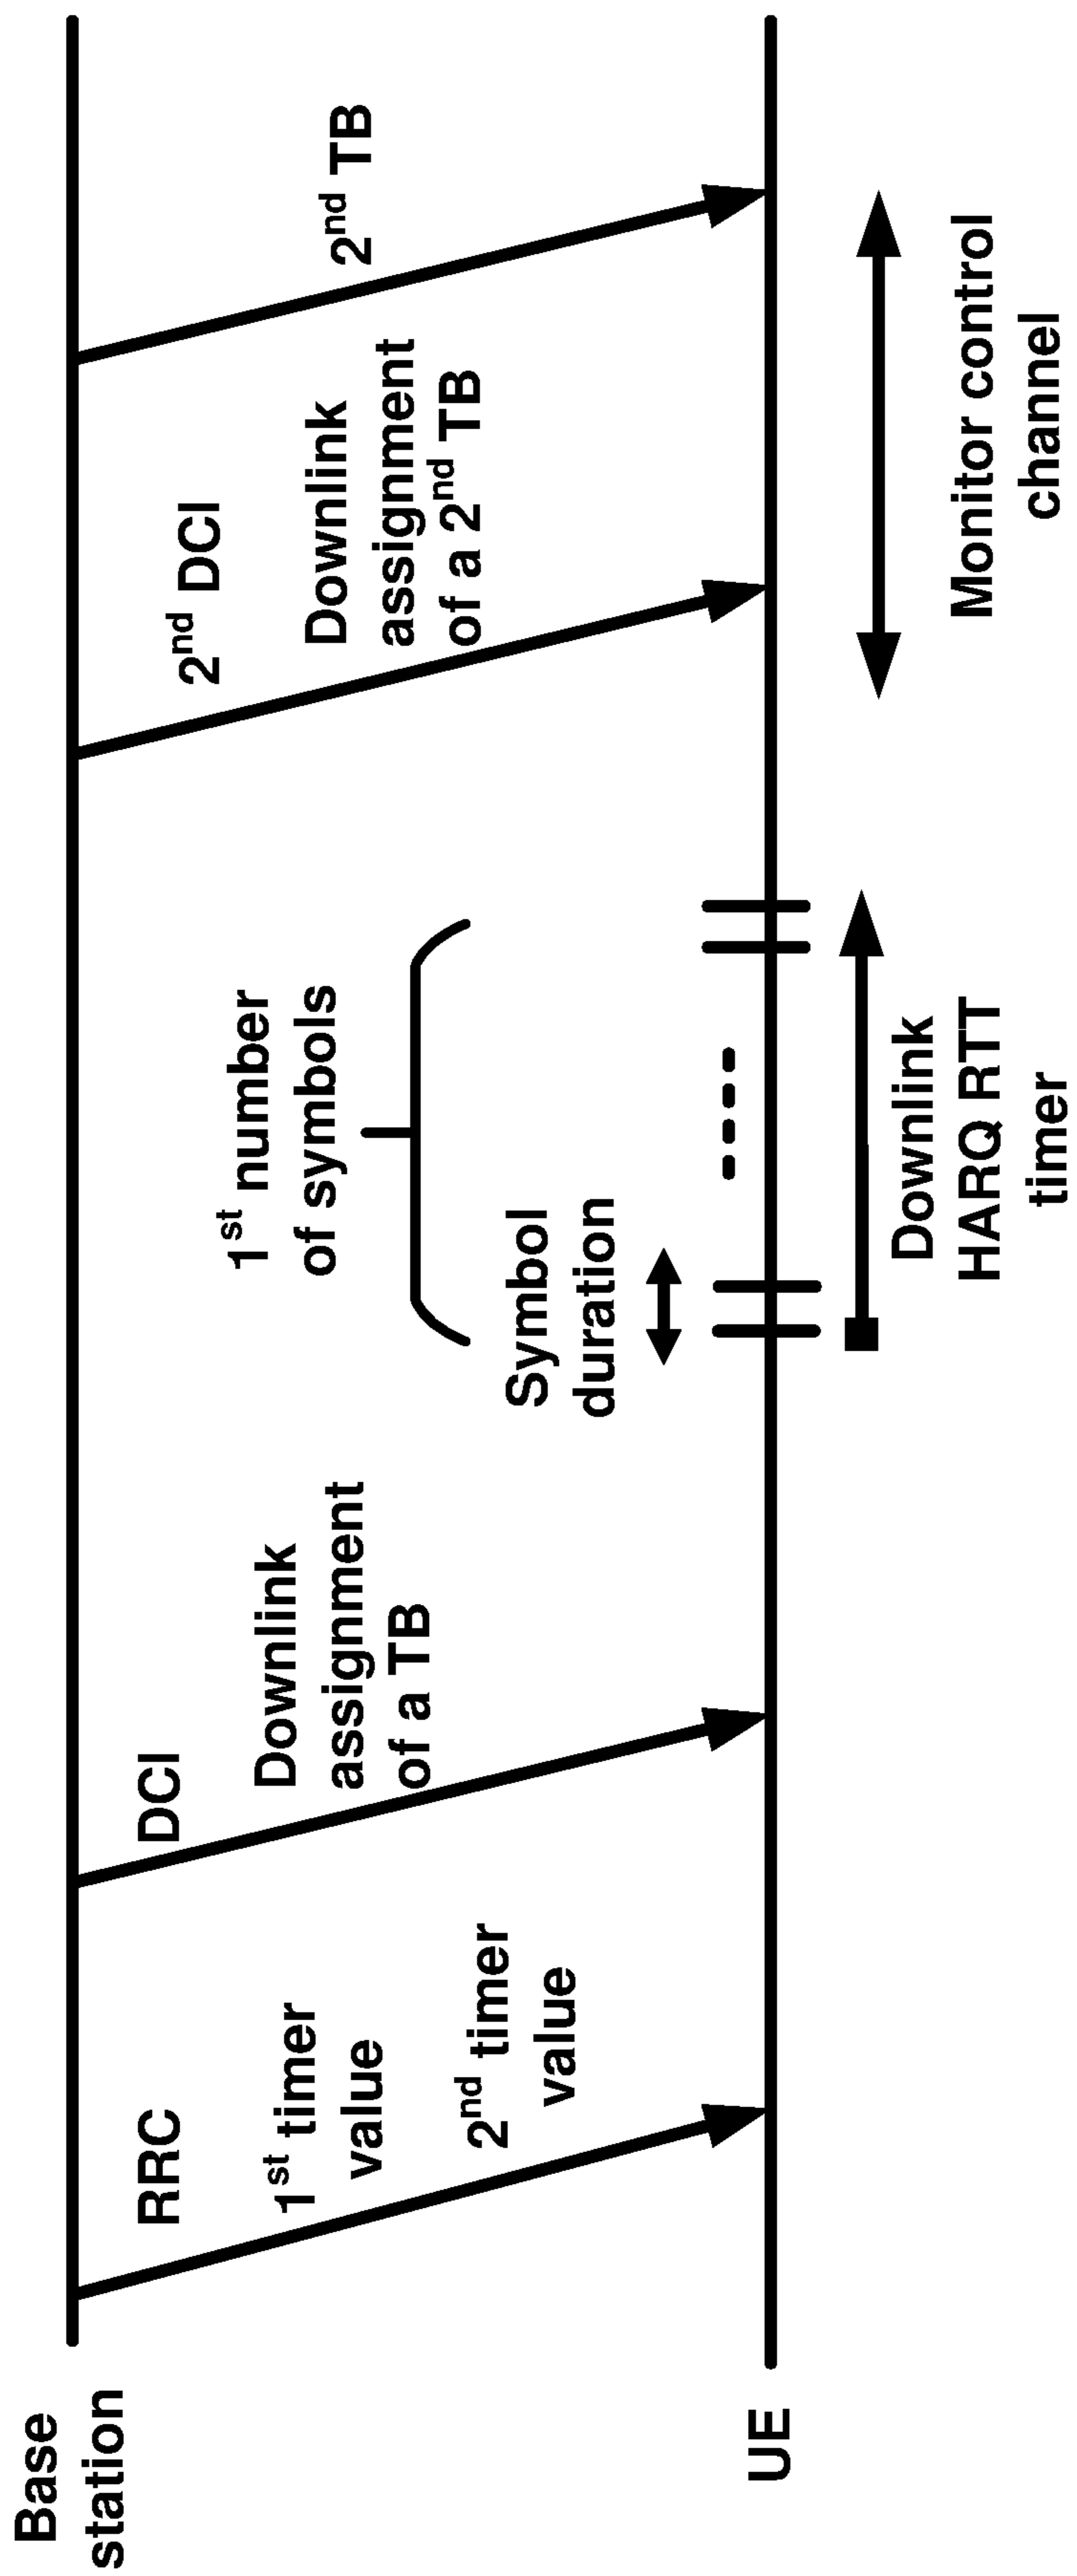 Base
station
RRC
1st timer
value
2nd timer
value
DCI
Downlink
assignment
of a TB
1st number
of symbols
Symbol
duration
2nd DCI
Downlink
assignment
of a 2nd TB
2nd TB
UE
Downlink
HARQ RTT
timer
Monitor control
channel